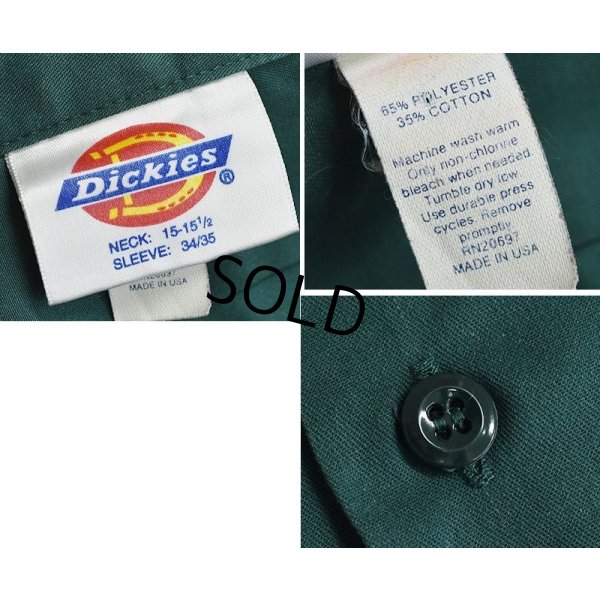 Dickies
®
NECK: 15-15½
SLEEVE: 34/35
RN20697
MADE IN USA
65% POLYESTER
35% COTTON
Machine wash warm
Only non-chlorine
bleach when needed
Tumble dry low
Use durable press
cycles. Remove
promptly
RN20697
MADE IN USA
SOLD